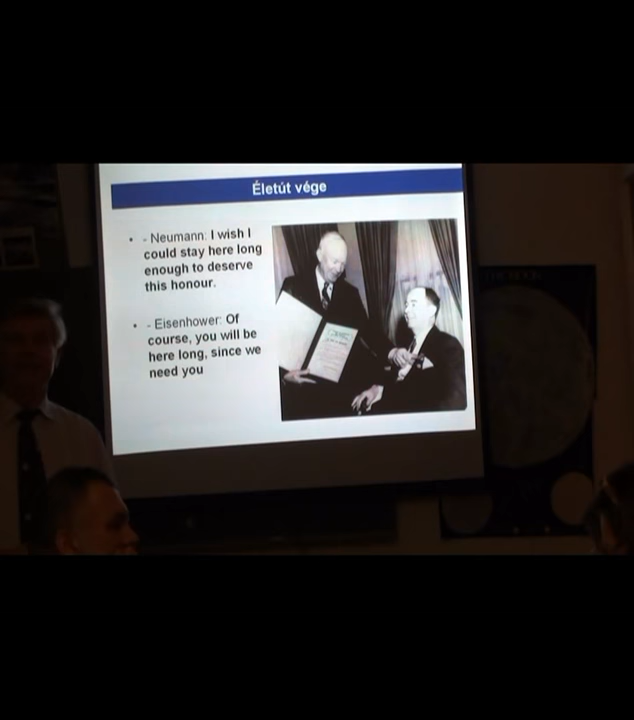 Életút vége
• - Neumann: I wish I
could stay here long
enough to deserve
this honour.
• - Eisenhower: Of
course, you will be
here long, since we
need you